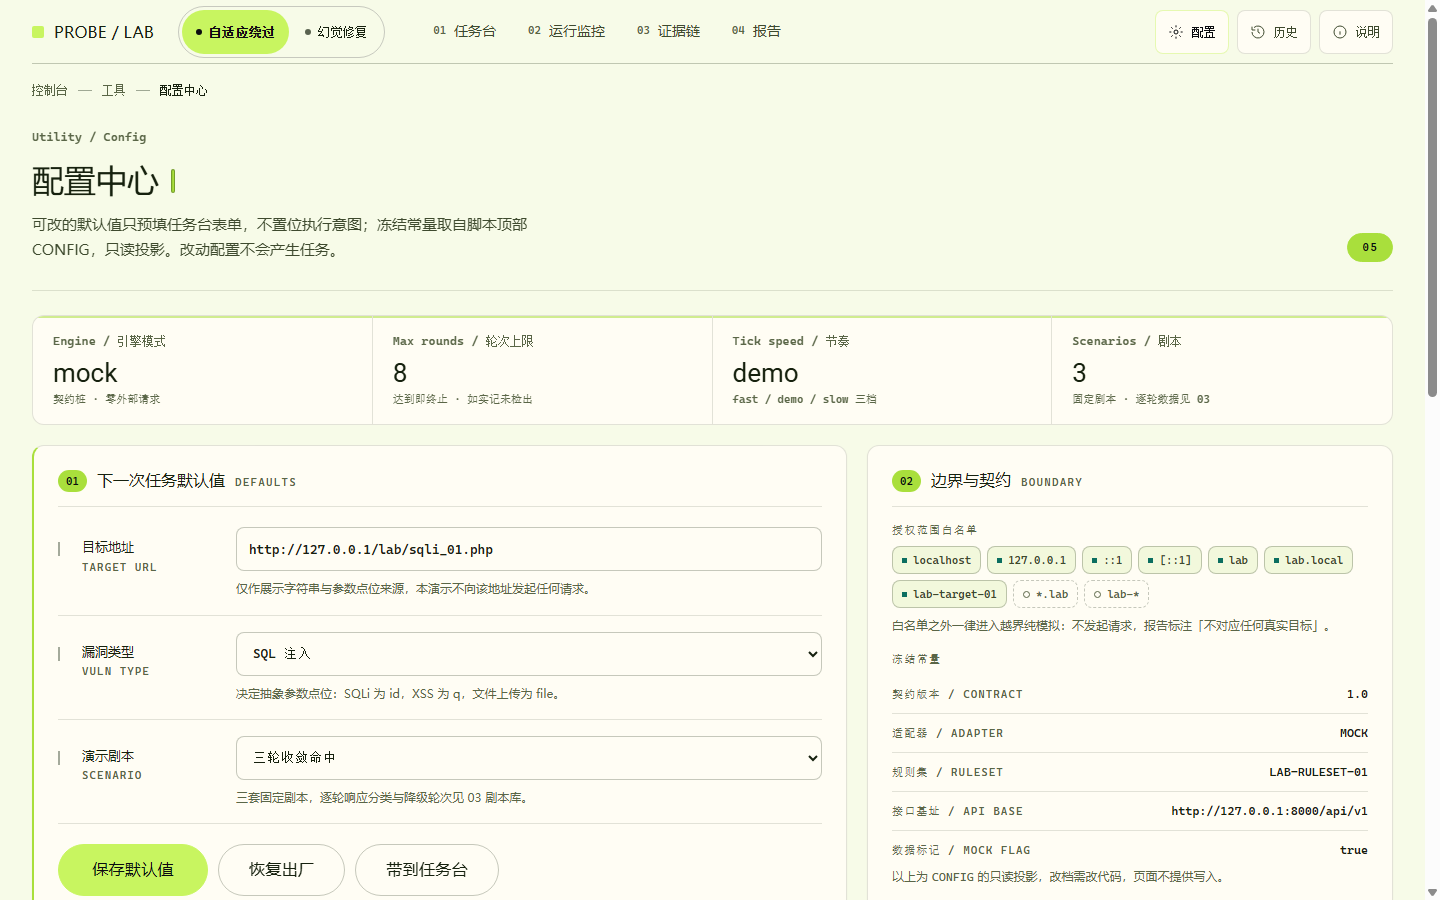 PROBE / LAB
自适应绕过
幻觉修复
01 任务台
02 运行监控
03 证据链
04 报告
配置
历史
说明
控制台 — 工具 — 配置中心
Utility / Config
配置中心
可改的默认值只预填任务台表单，不置位执行意图；冻结常量取自脚本顶部
CONFIG，只读投影。改动配置不会产生任务。
05
Engine / 引擎模式
mock
契约桩 · 零外部请求
Max rounds / 轮次上限
8
达到即终止 · 如实记未检出
Tick speed / 节奏
demo
fast / demo / slow 三档
Scenarios / 剧本
3
固定剧本 · 逐轮数据见 03
01 下一次任务默认值 DEFAULTS
目标地址
TARGET URL
http://127.0.0.1/lab/sqli_01.php
仅作展示字符串与参数点位来源，本演示不向该地址发起任何请求。
漏洞类型
VULN TYPE
SQL 注入
决定抽象参数点位：SQLi 为 id，XSS 为 q，文件上传为 file。
演示剧本
SCENARIO
三轮收敛命中
三套固定剧本，逐轮响应分类与降级轮次见 03 剧本库。
保存默认值
恢复出厂
带到任务台
02 边界与契约 BOUNDARY
授权范围白名单
localhost
127.0.0.1
::1
[::1]
lab
lab.local
lab-target-01
*.lab
lab-*
白名单之外一律进入越界纯模拟：不发起请求，报告标注「不对应任何真实目标」。
冻结常量
契约版本 / CONTRACT 1.0
适配器 / ADAPTER MOCK
规则集 / RULESET LAB-RULESET-01
接口基址 / API BASE http://127.0.0.1:8000/api/v1
数据标记 / MOCK FLAG true
以上为 CONFIG 的只读投影，改档需改代码，页面不提供写入。